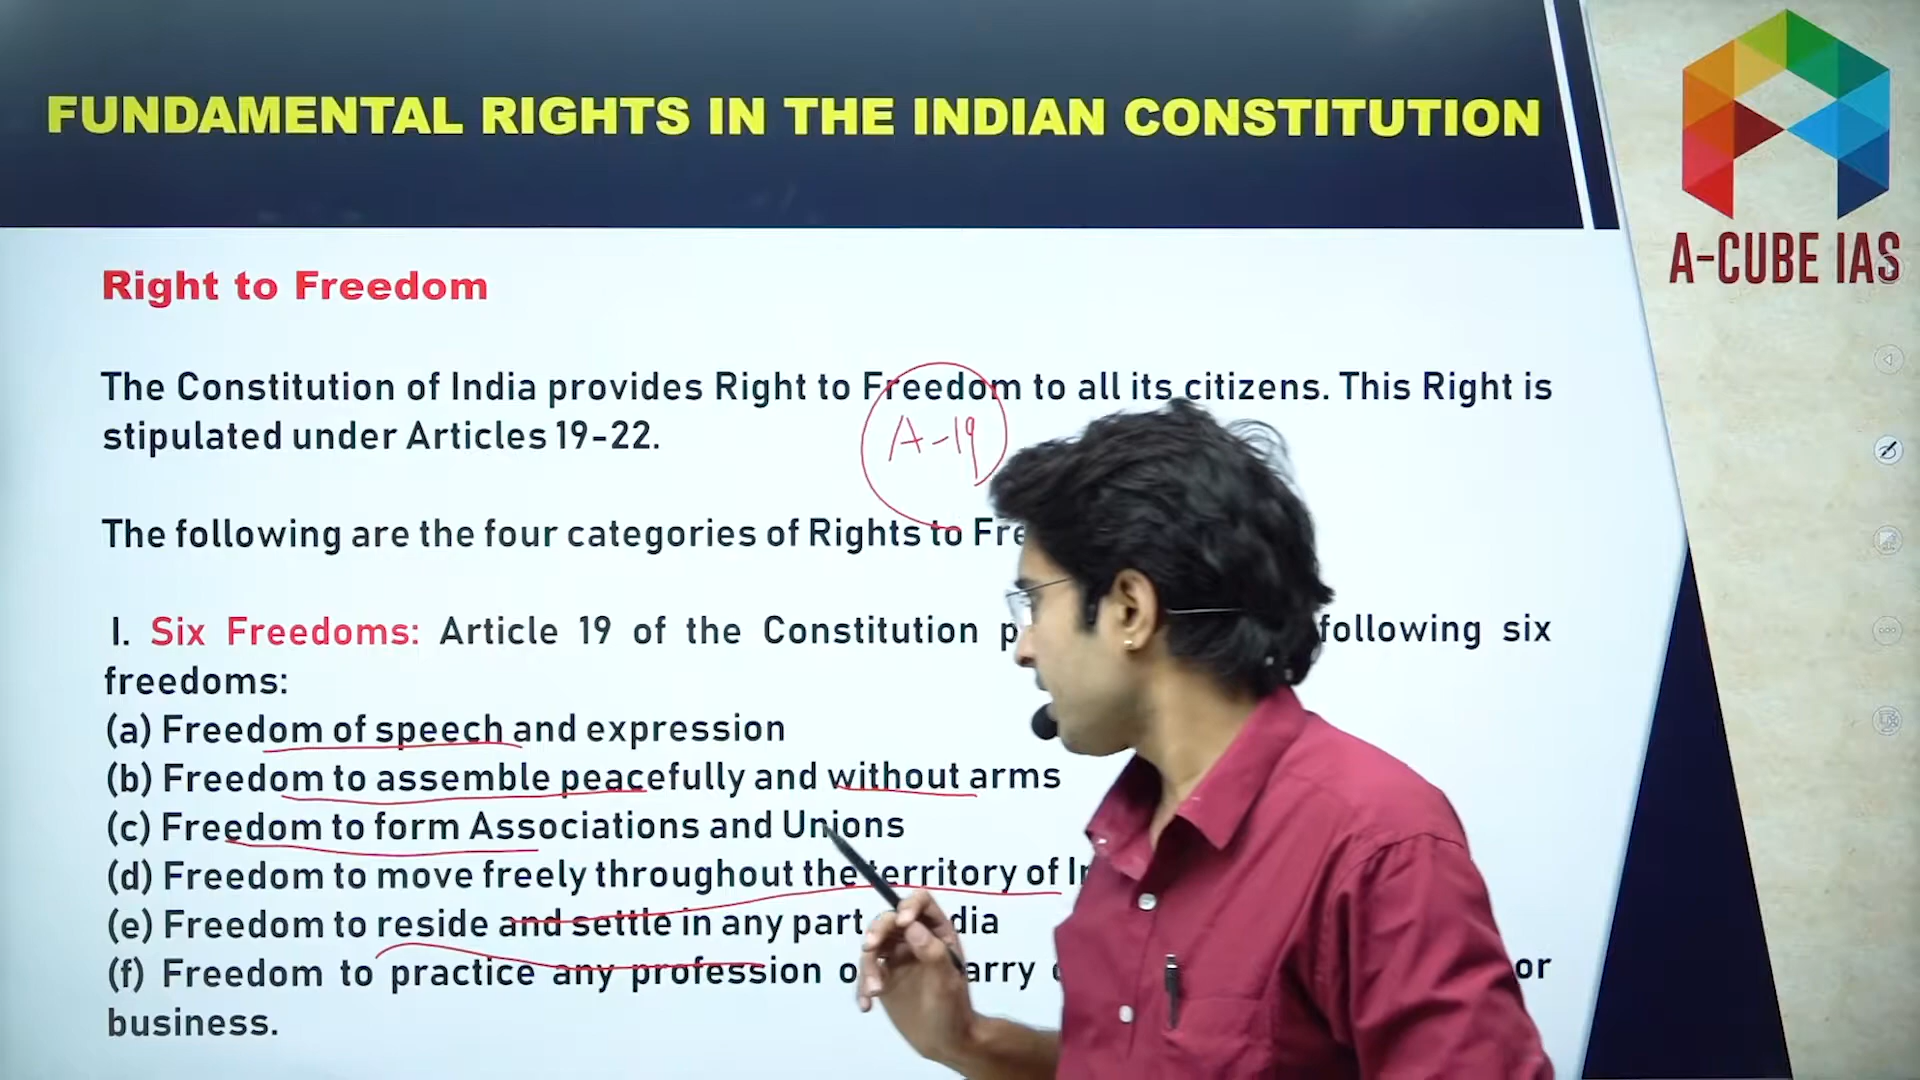 FUNDAMENTAL RIGHTS IN THE INDIAN CONSTITUTION
A-CUBE IAS
Right to Freedom
The Constitution of India provides Right to Freedom to all its citizens. This Right is
stipulated under Articles 19-22.
A-19
The following are the four categories of Rights to
I. Six Freedoms: Article 19 of the Constitution following six
freedoms:
(a) Freedom of speech and expression
(b) Freedom to assemble peacefully and without arms
(c) Freedom to form Associations and Unions
(d) Freedom to move freely throughout the territory of
(e) Freedom to reside and settle in any part
(f) Freedom to practice any profession or
business.